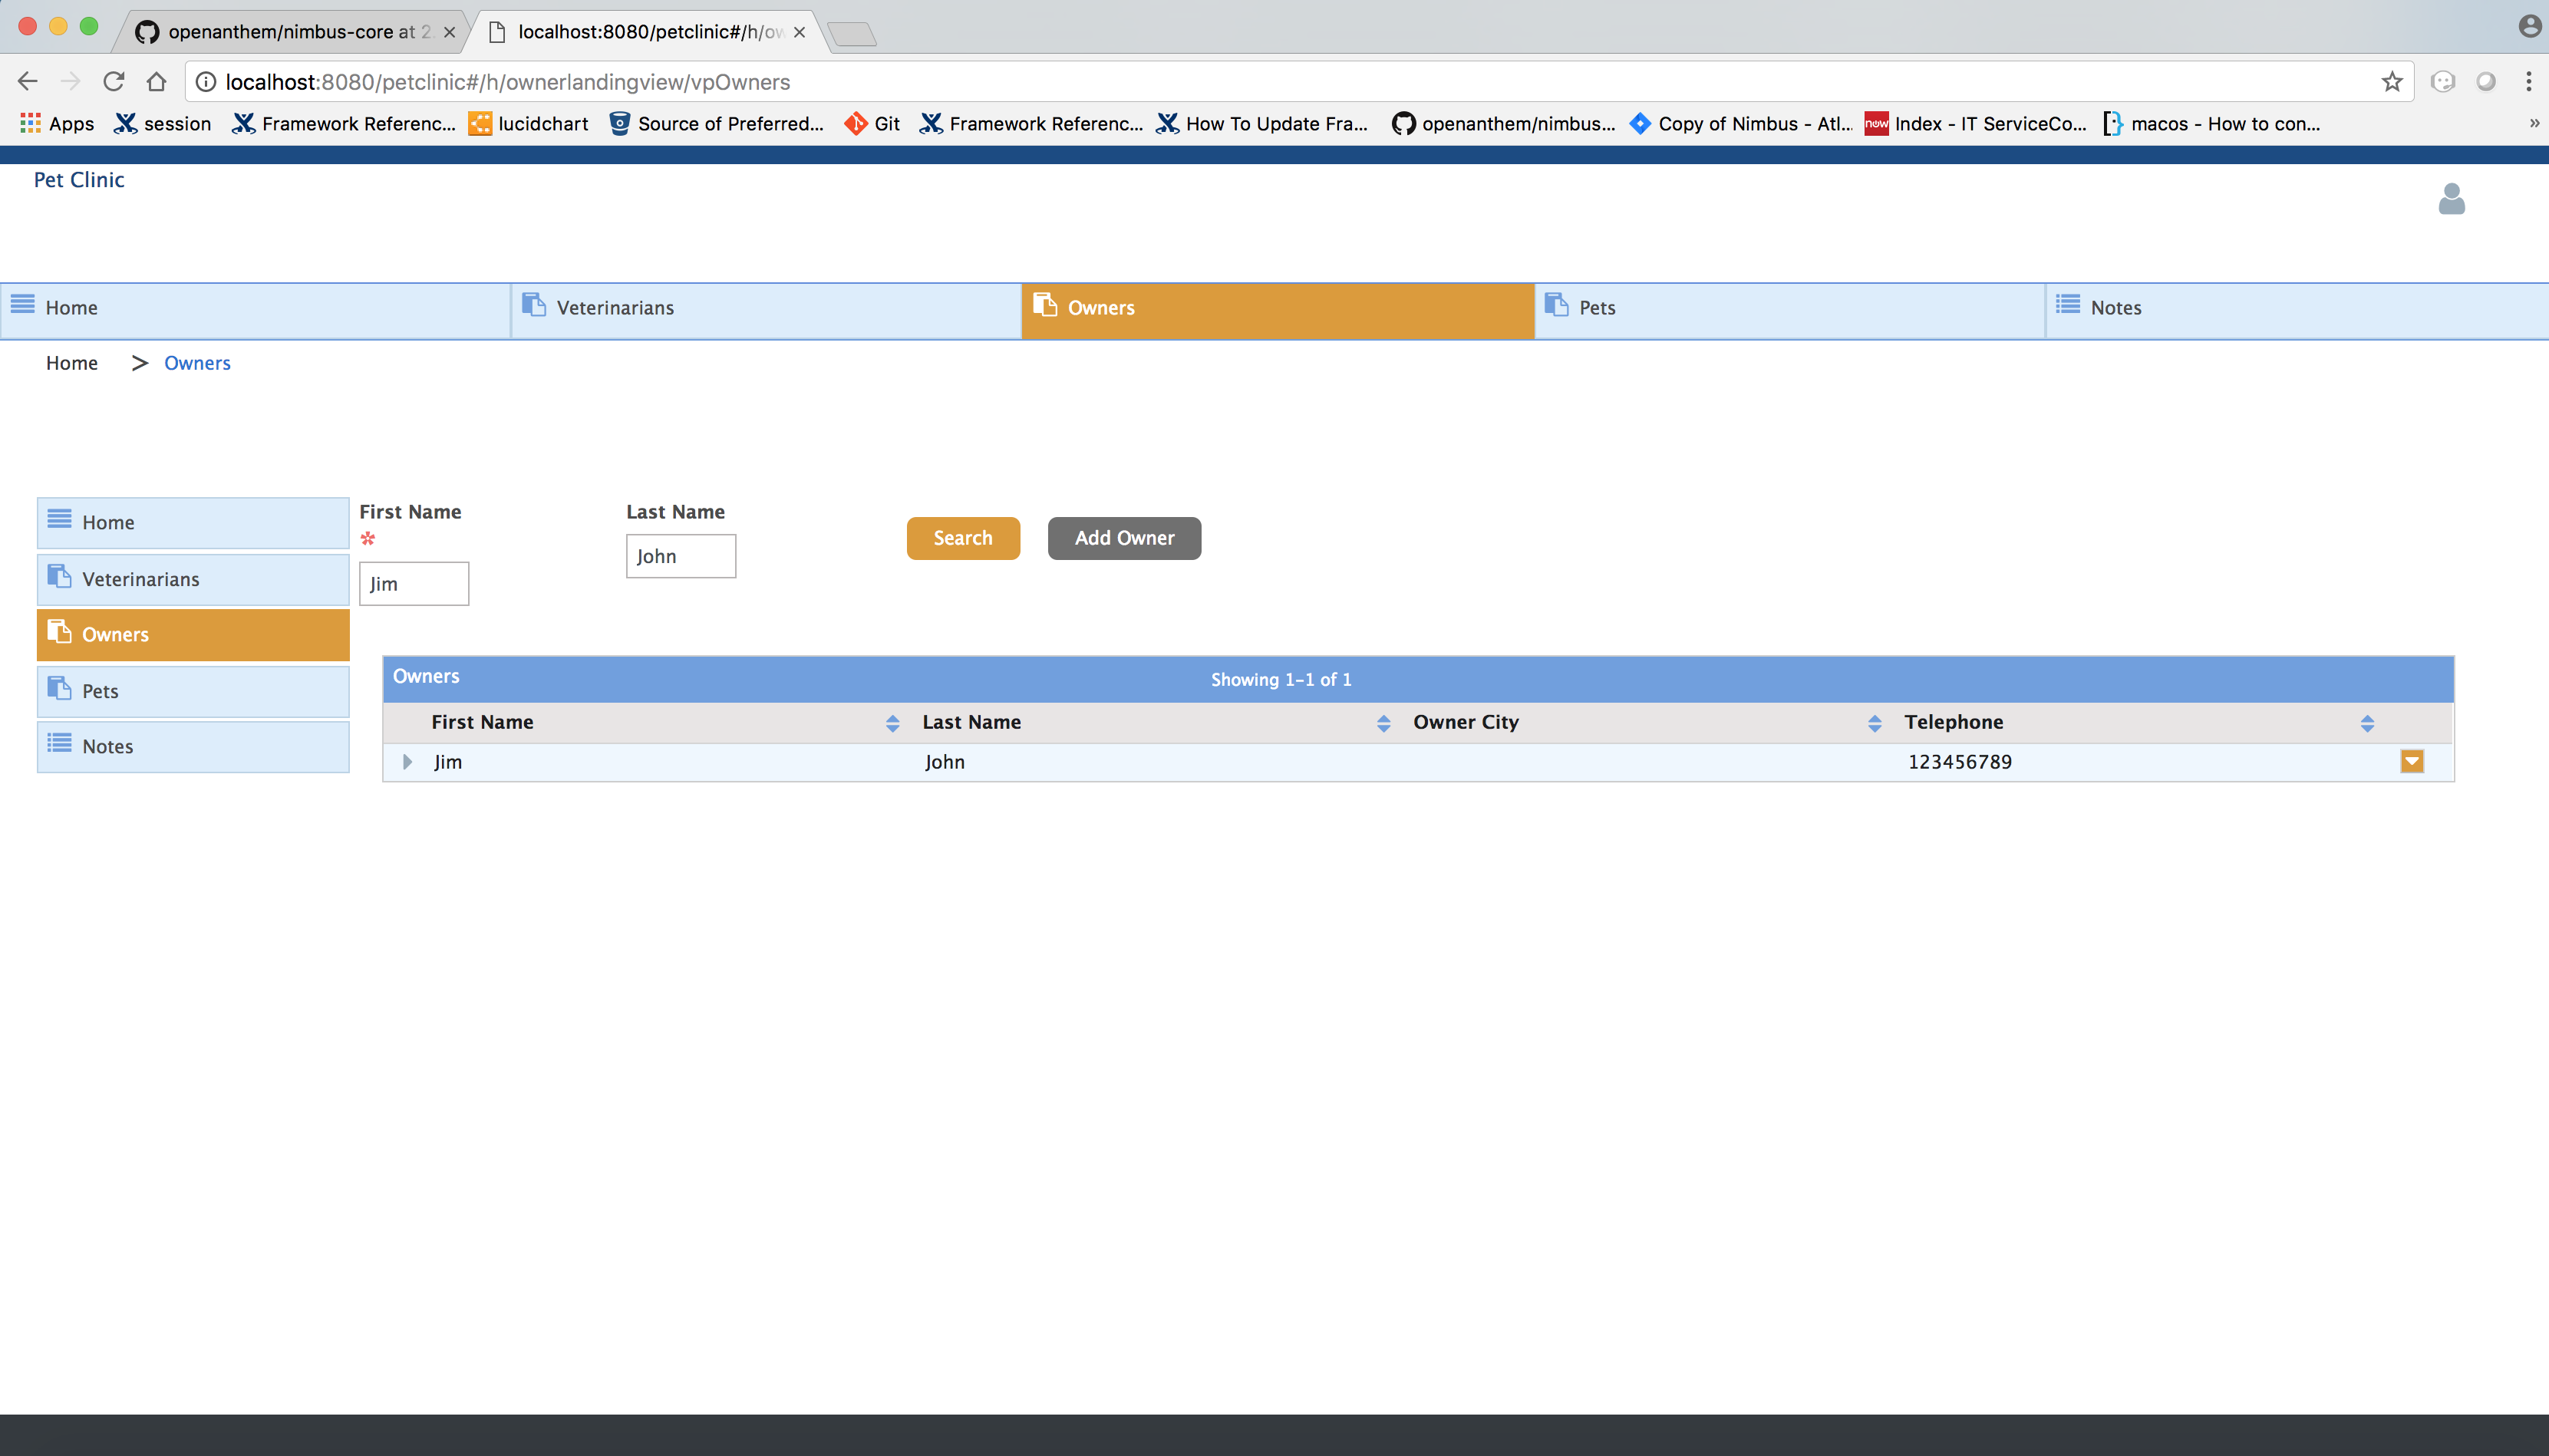 openanthem/nimbus-core at 2.
localhost:8080/petclinic#/h/ow
localhost:8080/petclinic#/h/ownerlandingview/vpOwners
Apps session Framework Referenc... lucidchart Source of Preferred... Git Framework Referenc... How To Update Fra... openanthem/nimbus... Copy of Nimbus - Atl... now Index - IT ServiceCo... macos - How to con... »
Pet Clinic
Home Veterinarians Owners Pets Notes
Home > Owners
Home
Veterinarians
Owners
Pets
Notes
First Name
*
Jim
Last Name
John
Search Add Owner
Owners Showing 1-1 of 1
First Name Last Name Owner City Telephone
Jim John 123456789